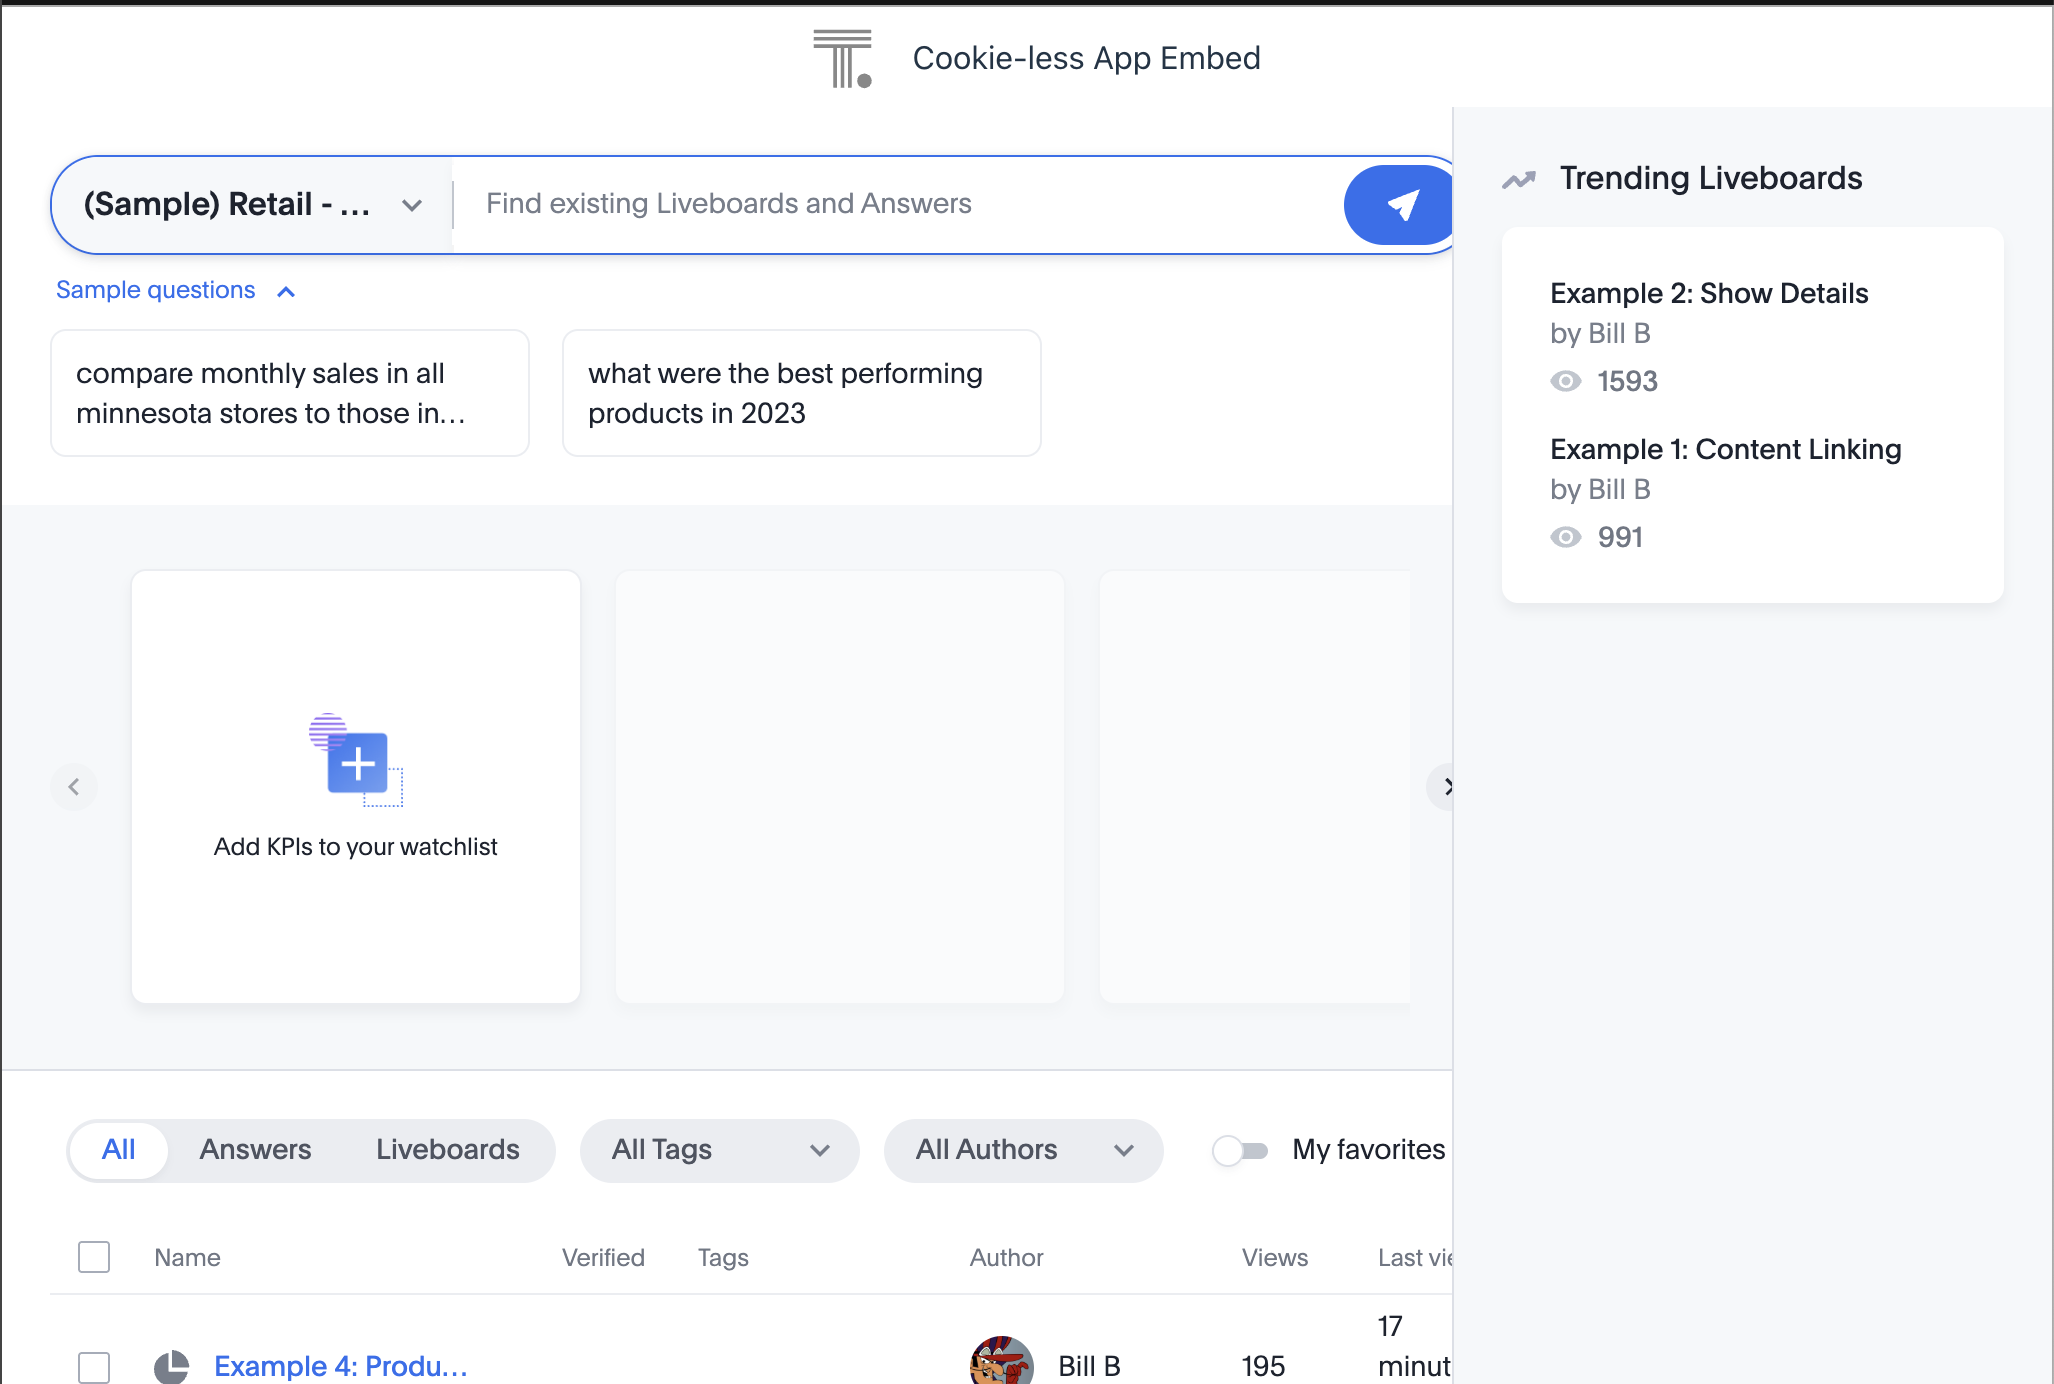 Cookie-less App Embed
(Sample) Retail - ...
Find existing Liveboards and Answers
Sample questions
compare monthly sales in all
minnesota stores to those in...
what were the best performing
products in 2023
Add KPIs to your watchlist
Trending Liveboards
Example 2: Show Details
by Bill B
1593
Example 1: Content Linking
by Bill B
991
All Answers Liveboards All Tags All Authors My favorites
Name Verified Tags Author Views Last vie
Example 4: Produ... Bill B 195 17
minut